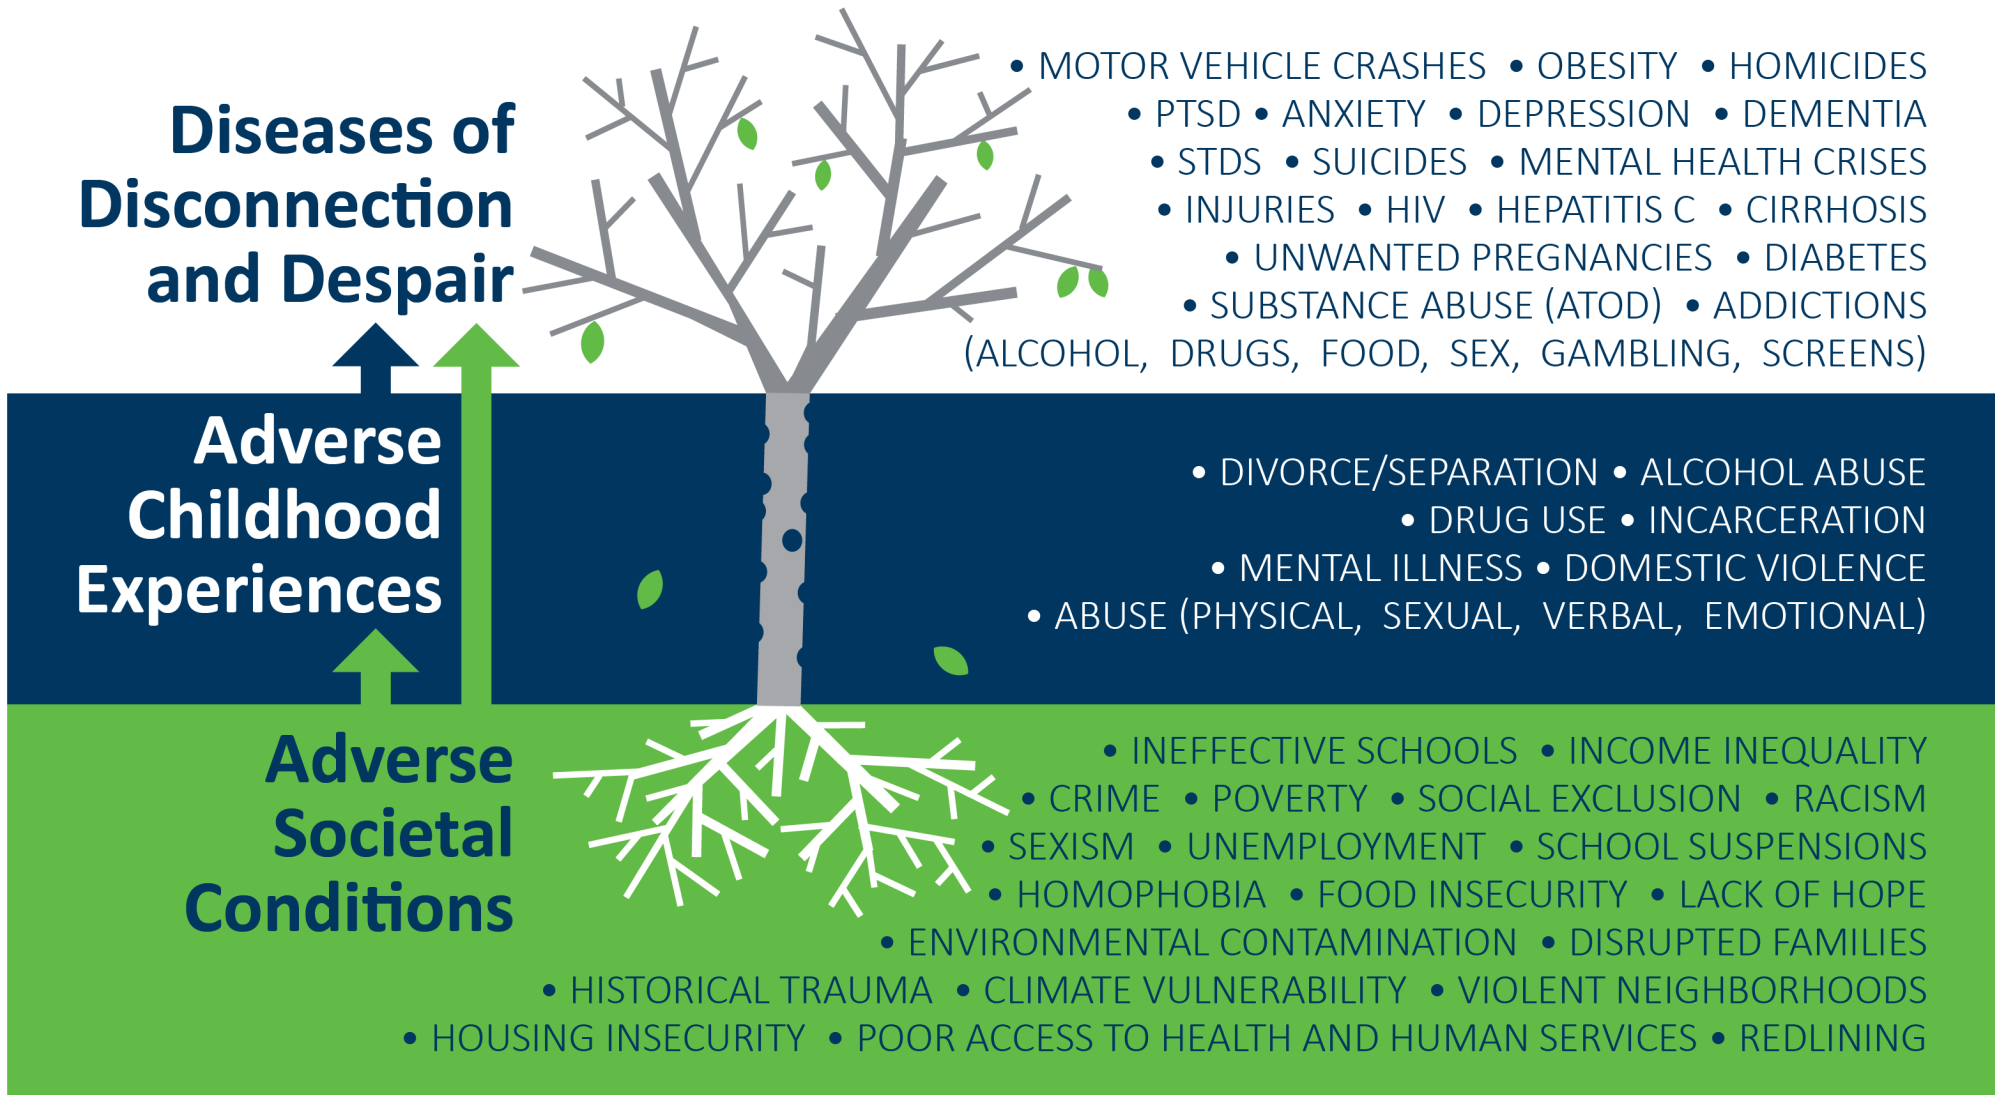 Diseases of
Disconnection
and Despair
• MOTOR VEHICLE CRASHES • OBESITY • HOMICIDES
• PTSD • ANXIETY • DEPRESSION • DEMENTIA
• STDS • SUICIDES • MENTAL HEALTH CRISES
• INJURIES • HIV • HEPATITIS C • CIRRHOSIS
• UNWANTED PREGNANCIES • DIABETES
• SUBSTANCE ABUSE (ATOD) • ADDICTIONS
(ALCOHOL, DRUGS, FOOD, SEX, GAMBLING, SCREENS)
Adverse
Childhood
Experiences
• DIVORCE/SEPARATION • ALCOHOL ABUSE
• DRUG USE • INCARCERATION
• MENTAL ILLNESS • DOMESTIC VIOLENCE
• ABUSE (PHYSICAL, SEXUAL, VERBAL, EMOTIONAL)
Adverse
Societal
Conditions
• INEFFECTIVE SCHOOLS • INCOME INEQUALITY
• CRIME • POVERTY • SOCIAL EXCLUSION • RACISM
• SEXISM • UNEMPLOYMENT • SCHOOL SUSPENSIONS
• HOMOPHOBIA • FOOD INSECURITY • LACK OF HOPE
• ENVIRONMENTAL CONTAMINATION • DISRUPTED FAMILIES
• HISTORICAL TRAUMA • CLIMATE VULNERABILITY • VIOLENT NEIGHBORHOODS
• HOUSING INSECURITY • POOR ACCESS TO HEALTH AND HUMAN SERVICES • REDLINING